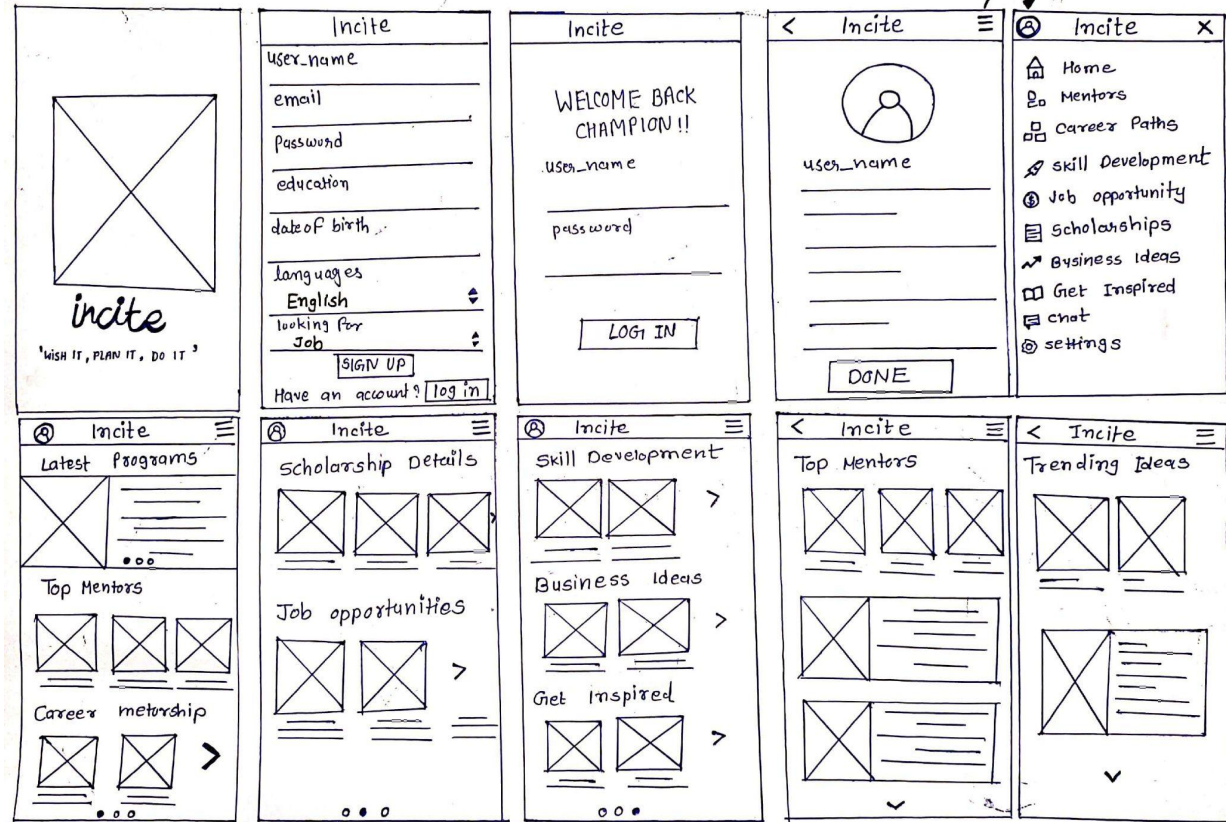 incite
'WISH IT, PLAN IT, DO IT'
Incite
user_name
email
password
education
date of birth
languages
English
looking for
Job
SIGN UP
Have an account? log in
Incite
WELCOME BACK
CHAMPION!!
user_name
password
LOG IN
< Incite
user_name
DONE
Incite X
Home
Mentors
Career Paths
Skill Development
Job opportunity
Scholarships
Business Ideas
Get Inspired
chat
settings
Incite
Latest Programs
Top Mentors
Career metorship
>
Incite
Scholarship Details
>
Job opportunities
>
Incite
Skill Development
>
Business Ideas
>
Get Inspired
>
< Incite
Top Mentors
< Incite
Trending Ideas